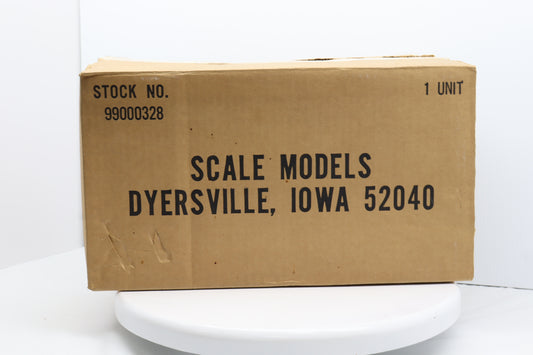 STOCK NO.
99000328
1 UNIT
SCALE MODELS
DYERSVILLE, IOWA 52040